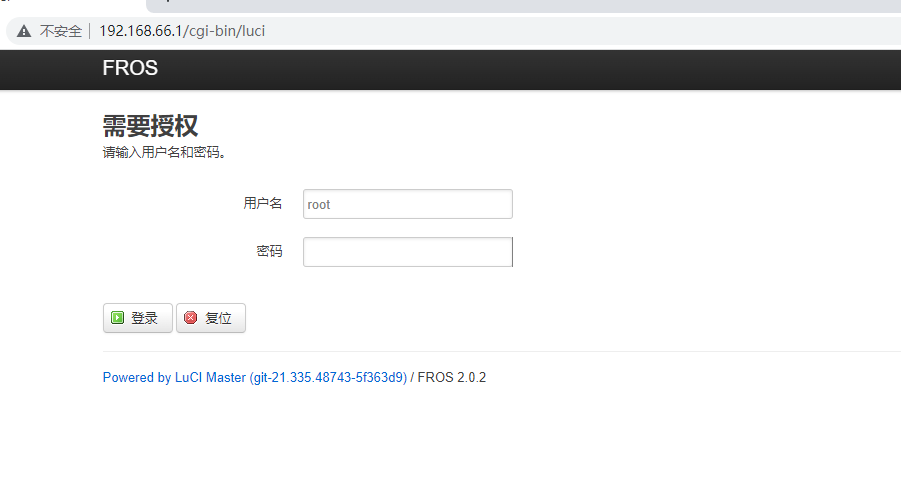 不安全 192.168.66.1/cgi-bin/luci
FROS
需要授权
请输入用户名和密码。
用户名 root
密码
登录 复位
Powered by LuCI Master (git-21.335.48743-5f363d9) / FROS 2.0.2